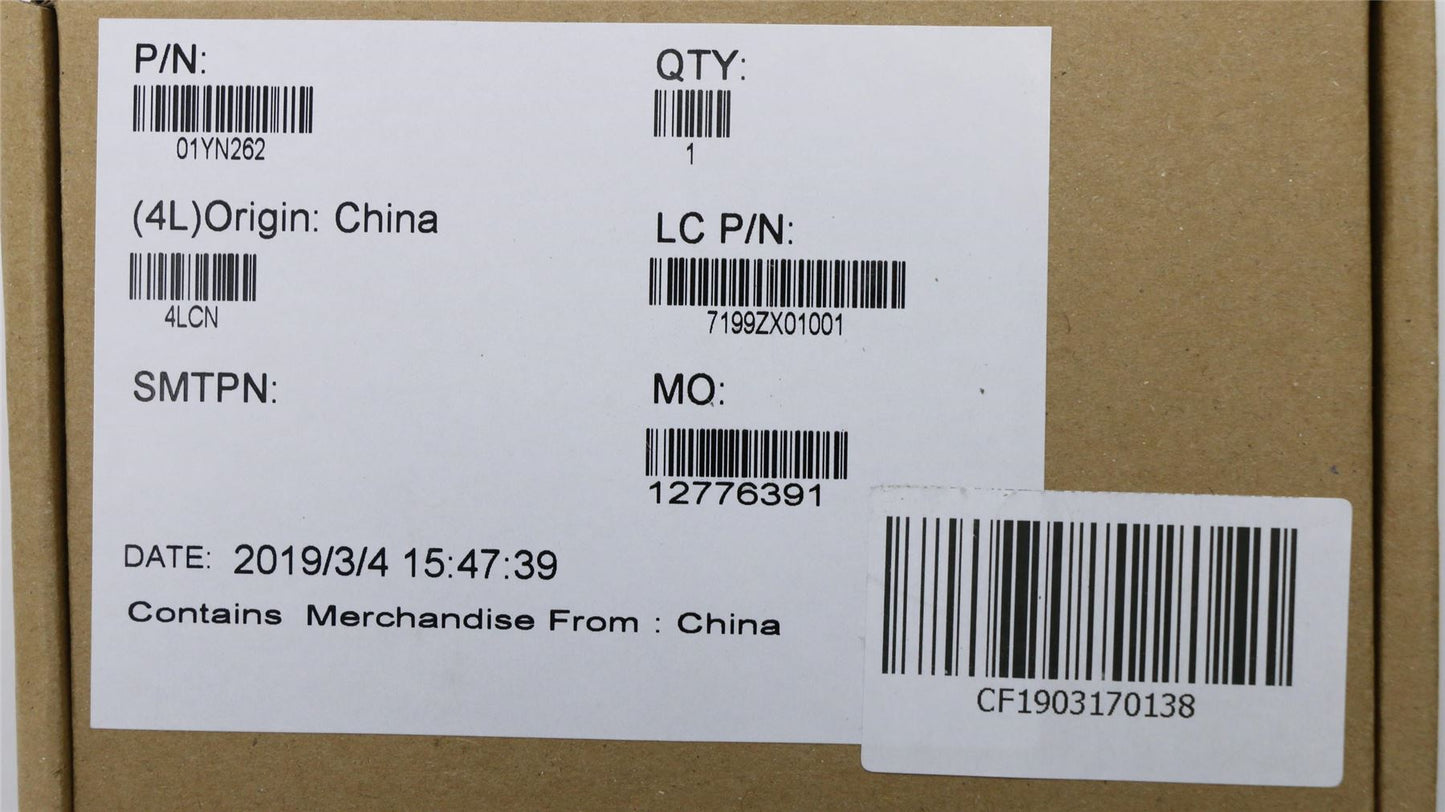 P/N:
01YN262
QTY:
1
(4L)Origin: China
4LCN
LC P/N:
7199ZX01001
SMTPN:
MO:
12776391
DATE: 2019/3/4 15:47:39
Contains Merchandise From : China
CF1903170138